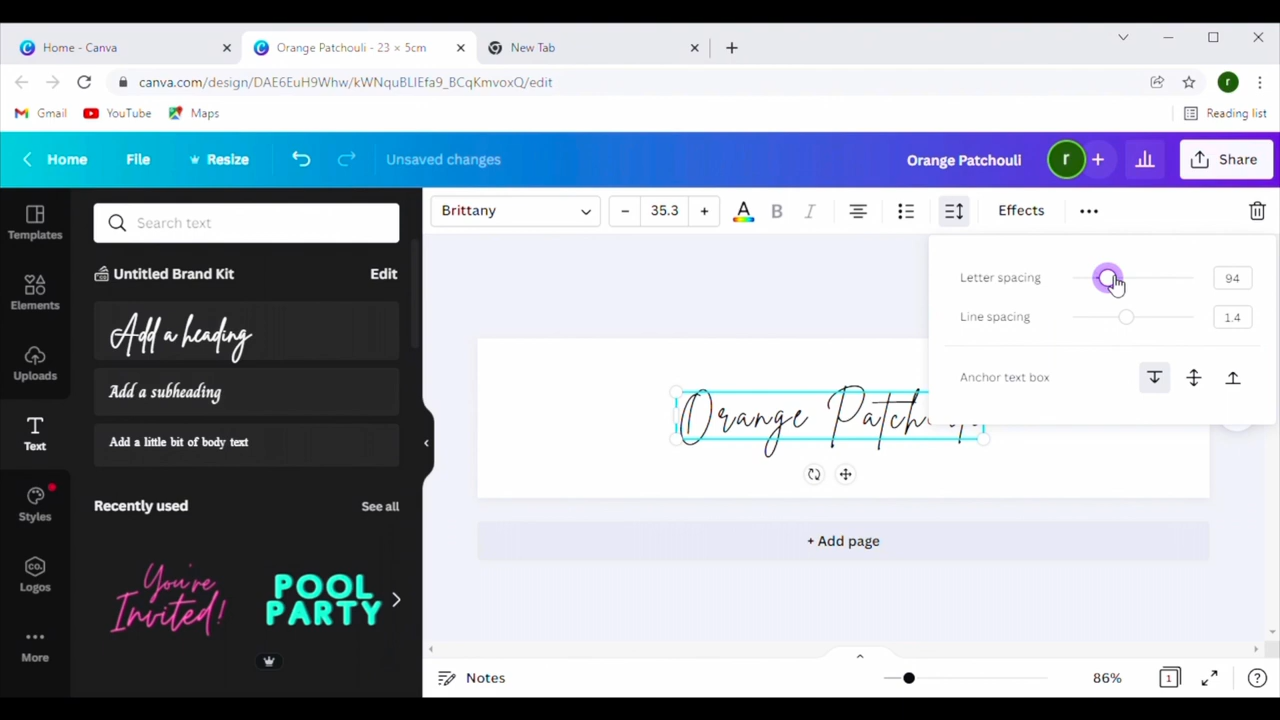 Home - Canva
Orange Patchouli - 23 × 5cm
New Tab
canva.com/design/DAE6EuH9Whw/kWNquBLIEfa9_BCqKmvoxQ/edit
Gmail
YouTube
Maps
Reading list
Home
File
Resize
Unsaved changes
Orange Patchouli
r
Share
Templates
Elements
Uploads
Text
Styles
Logos
More
Search text
Untitled Brand Kit
Edit
Add a heading
Add a subheading
Add a little bit of body text
Recently used
See all
You're Invited!
POOL PARTY
Brittany
35.3
A
B
I
Effects
Letter spacing
94
Line spacing
1.4
Anchor text box
Orange Patch
+ Add page
Notes
86%
1